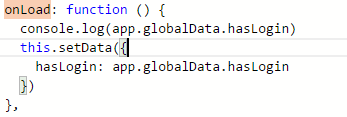 onLoad: function () {
  console.log(app.globalData.hasLogin)
  this.setData({
    hasLogin: app.globalData.hasLogin
  })
},